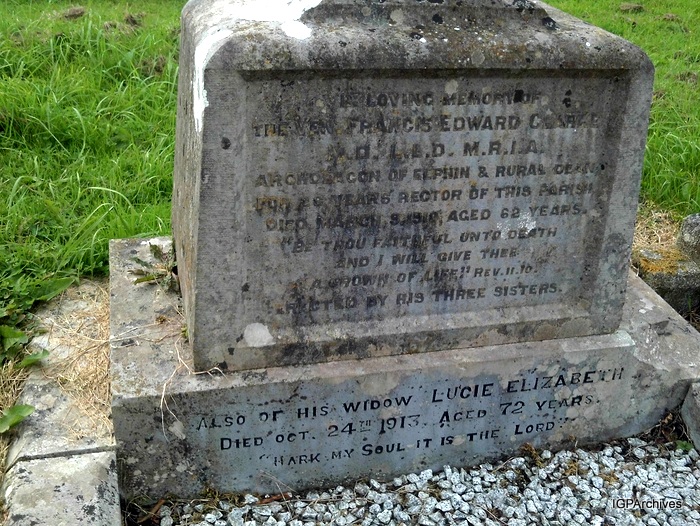 IN LOVING MEMORY OF
THE VEN. FRANCIS EDWARD CLARKE
M.D. L.L.D. M.R.I.A.
ARCHDEACON OF ELPHIN & RURAL DEAN
YEARS RECTOR OF THIS PARISH
DIED MARCH 1910 AGED 62 YEARS.
"BE THOU FAITHFUL UNTO DEATH
AND I WILL GIVE THEE
A CROWN OF LIFE." REV. II.10.
ERECTED BY HIS THREE SISTERS.
ALSO OF HIS WIDOW LUCIE ELIZABETH
DIED OCT. 24TH 1913. AGED 72 YEARS.
"HARK MY SOUL IT IS THE LORD"
IGPArchives